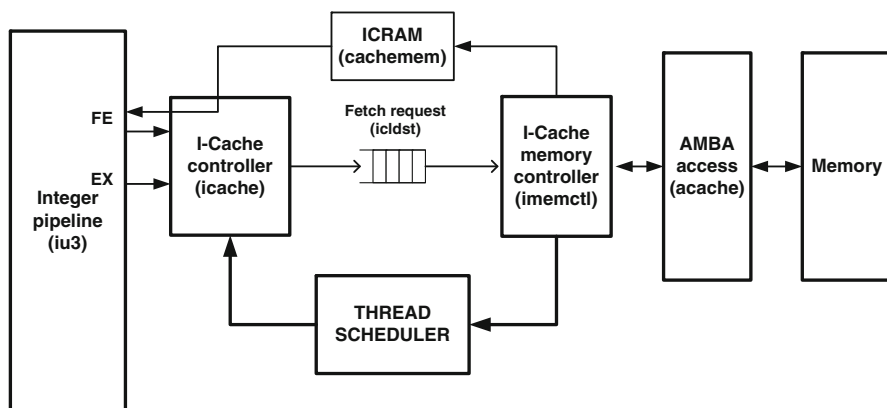 ICRAM
(cachemem)
FE
EX
Integer
pipeline
(iu3)
I-Cache
controller
(icache)
Fetch request
(icldst)
I-Cache
memory
controller
(imemctl)
AMBA
access
(acache)
Memory
THREAD
SCHEDULER